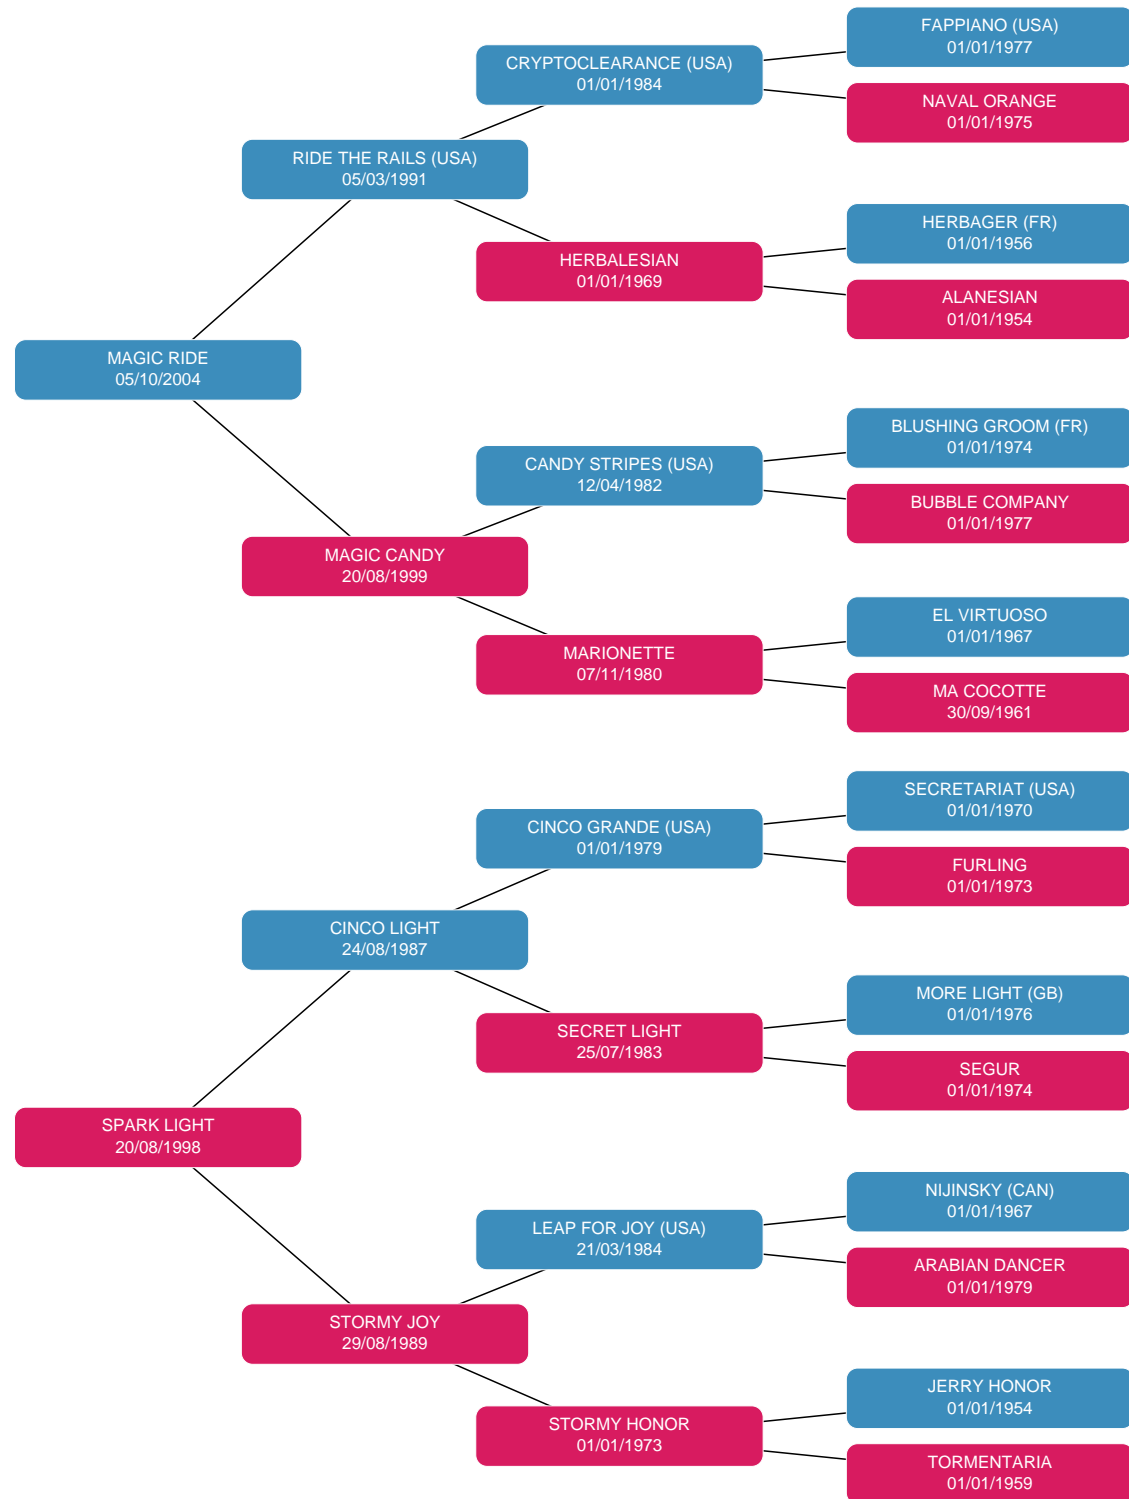 FAPPIANO (USA)
01/01/1977
CRYPTOCLEARANCE (USA)
01/01/1984
NAVAL ORANGE
01/01/1975
RIDE THE RAILS (USA)
05/03/1991
HERBAGER (FR)
01/01/1956
HERBALESIAN
01/01/1969
ALANESIAN
01/01/1954
MAGIC RIDE
05/10/2004
BLUSHING GROOM (FR)
01/01/1974
CANDY STRIPES (USA)
12/04/1982
BUBBLE COMPANY
01/01/1977
MAGIC CANDY
20/08/1999
EL VIRTUOSO
01/01/1967
MARIONETTE
07/11/1980
MA COCOTTE
30/09/1961
SECRETARIAT (USA)
01/01/1970
CINCO GRANDE (USA)
01/01/1979
FURLING
01/01/1973
CINCO LIGHT
24/08/1987
MORE LIGHT (GB)
01/01/1976
SECRET LIGHT
25/07/1983
SEGUR
01/01/1974
SPARK LIGHT
20/08/1998
NIJINSKY (CAN)
01/01/1967
LEAP FOR JOY (USA)
21/03/1984
ARABIAN DANCER
01/01/1979
STORMY JOY
29/08/1989
JERRY HONOR
01/01/1954
STORMY HONOR
01/01/1973
TORMENTARIA
01/01/1959